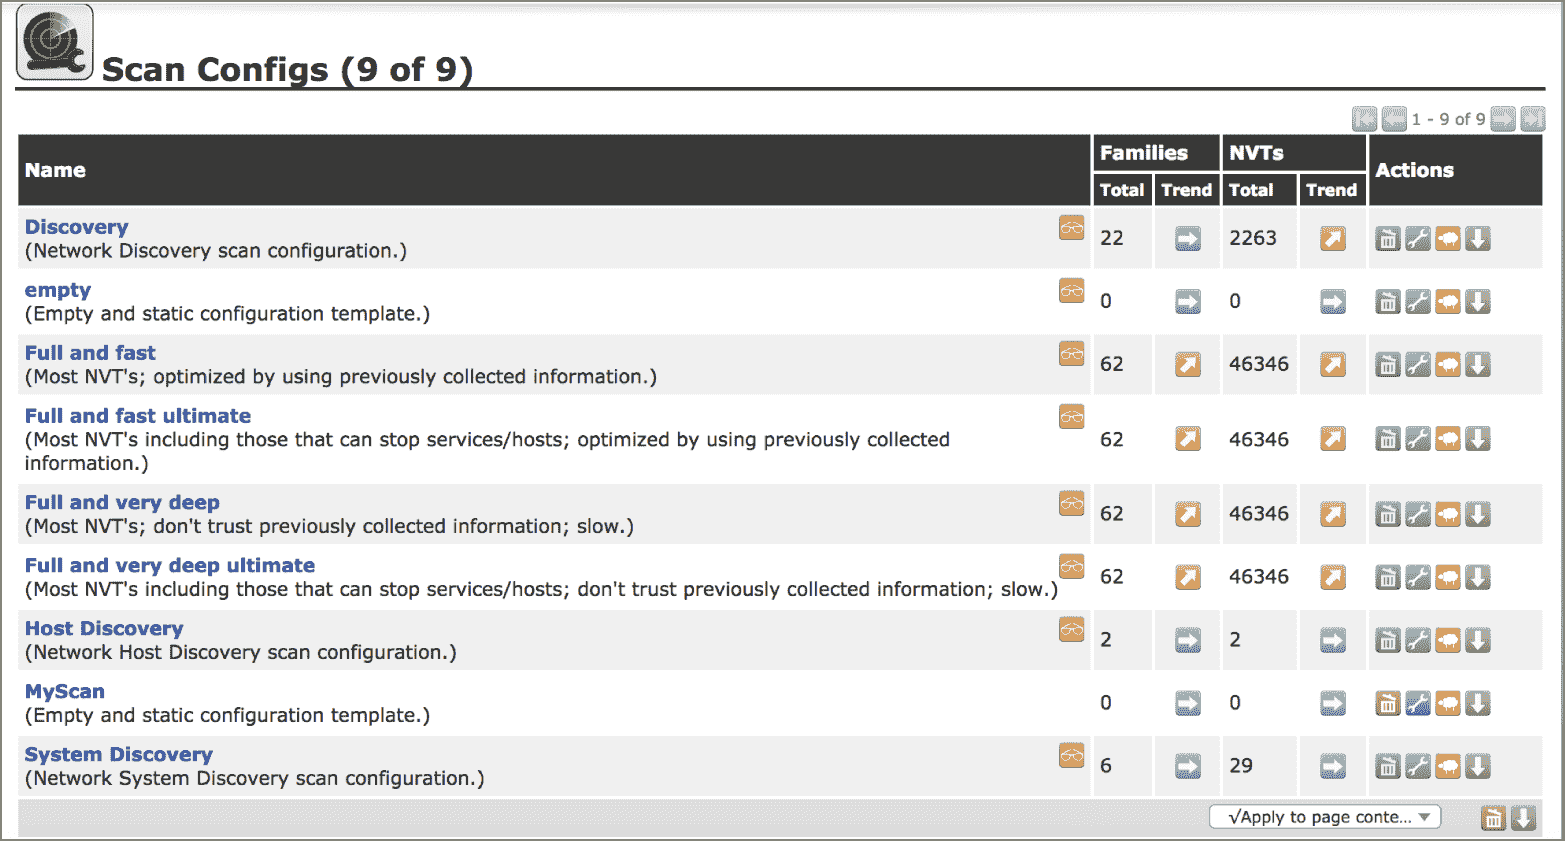 Scan Configs (9 of 9)
1 - 9 of 9
Name Families NVTs Actions
Total Trend Total Trend
Discovery
(Network Discovery scan configuration.) 22 2263
empty
(Empty and static configuration template.) 0 0
Full and fast
(Most NVT's; optimized by using previously collected information.) 62 46346
Full and fast ultimate
(Most NVT's including those that can stop services/hosts; optimized by using previously collected 62 46346
information.)
Full and very deep
(Most NVT's; don't trust previously collected information; slow.) 62 46346
Full and very deep ultimate
(Most NVT's including those that can stop services/hosts; don't trust previously collected information; slow.) 62 46346
Host Discovery
(Network Host Discovery scan configuration.) 2 2
MyScan
(Empty and static configuration template.) 0 0
System Discovery
(Network System Discovery scan configuration.) 6 29
√Apply to page conte...